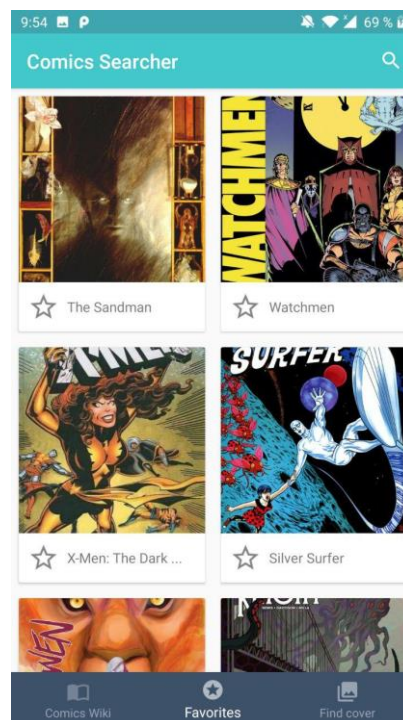 9:54
69 %
Comics Searcher
WATCHMEN
The Sandman
Watchmen
X-MEN
SURFER
X-Men: The Dark ...
Silver Surfer
Comics Wiki
Favorites
Find cover